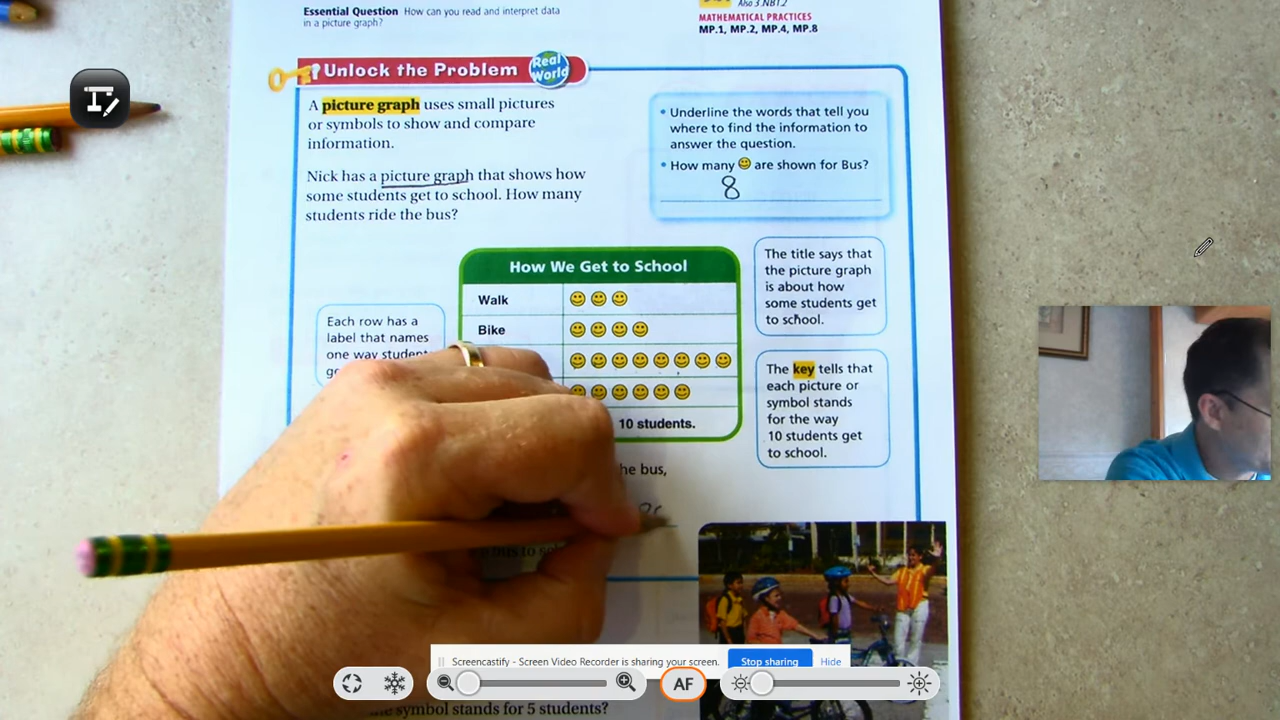 Essential Question How can you read and interpret data
in a picture graph?
Also 3.NBT.2
MATHEMATICAL PRACTICES
MP.1, MP.2, MP.4, MP.8
Unlock the Problem
Real
World
A picture graph uses small pictures
or symbols to show and compare
information.
Nick has a picture graph that shows how
some students get to school. How many
students ride the bus?
• Underline the words that tell you
where to find the information to
answer the question.
• How many are shown for Bus?
8
How We Get to School
Walk
Bike
10 students.
Each row has a
label that names
one way
The title says that
the picture graph
is about how
some students get
to school.
The key tells that
each picture or
symbol stands
for the way
10 students get
to school.
the bus,
bus to
symbol stands for 5 students?
Screencastify - Screen Video Recorder is sharing your screen.
Stop sharing
Hide
AF